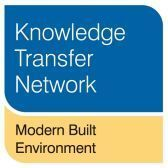 Knowledge
Transfer
Network
Modern Built
Environment